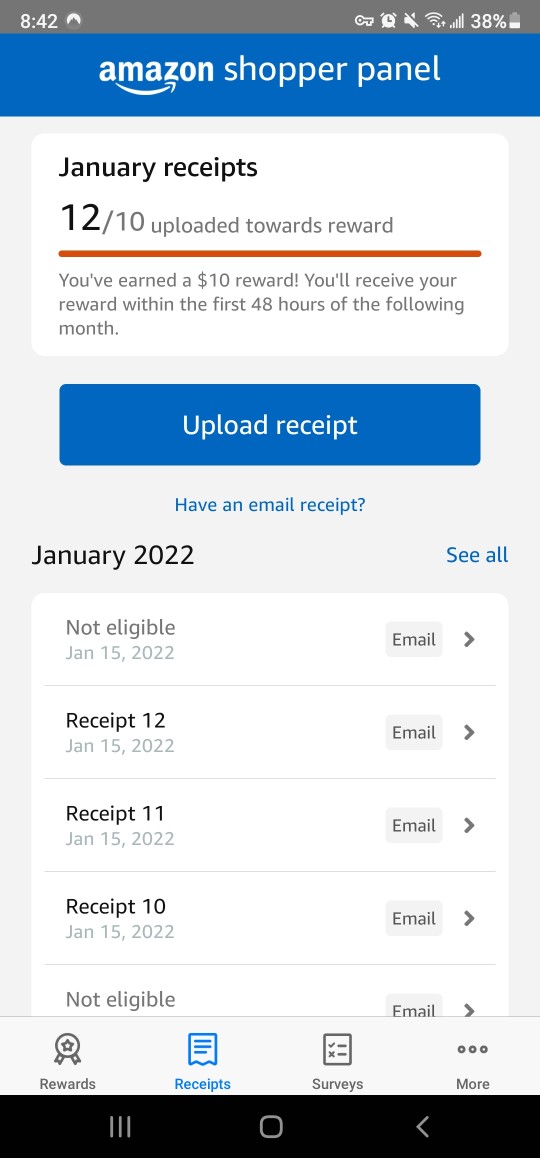 8:42 38%
amazon shopper panel
January receipts
12/10 uploaded towards reward
You've earned a $10 reward! You'll receive your
reward within the first 48 hours of the following
month.
Upload receipt
Have an email receipt?
January 2022 See all
Not eligible
Jan 15, 2022
Email
Receipt 12
Jan 15, 2022
Email
Receipt 11
Jan 15, 2022
Email
Receipt 10
Jan 15, 2022
Email
Not eligible
Email
Rewards Receipts Surveys More